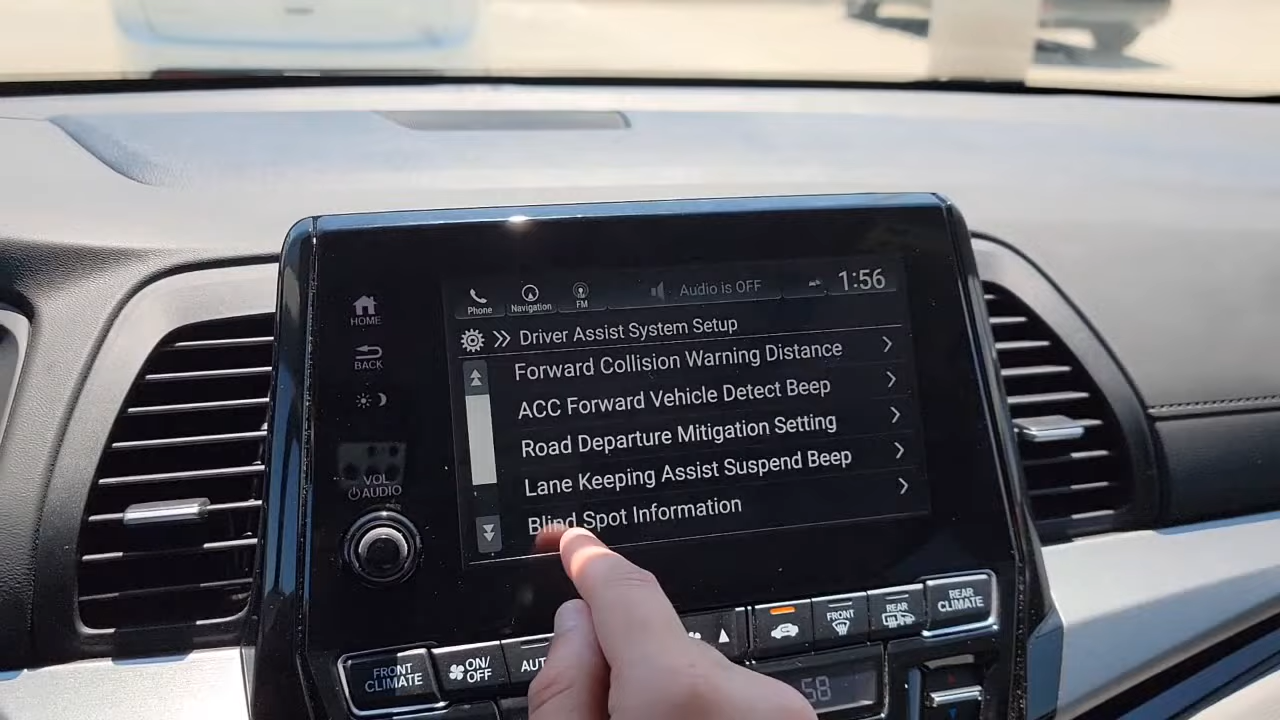 Phone
Navigation
FM
Audio is OFF
1:56
HOME
Driver Assist System Setup
BACK
Forward Collision Warning Distance
ACC Forward Vehicle Detect Beep
Road Departure Mitigation Setting
Lane Keeping Assist Suspend Beep
Blind Spot Information
VOL
AUDIO
FRONT
CLIMATE
ON/
OFF
AUT
FRONT
REAR
REAR
CLIMATE
58